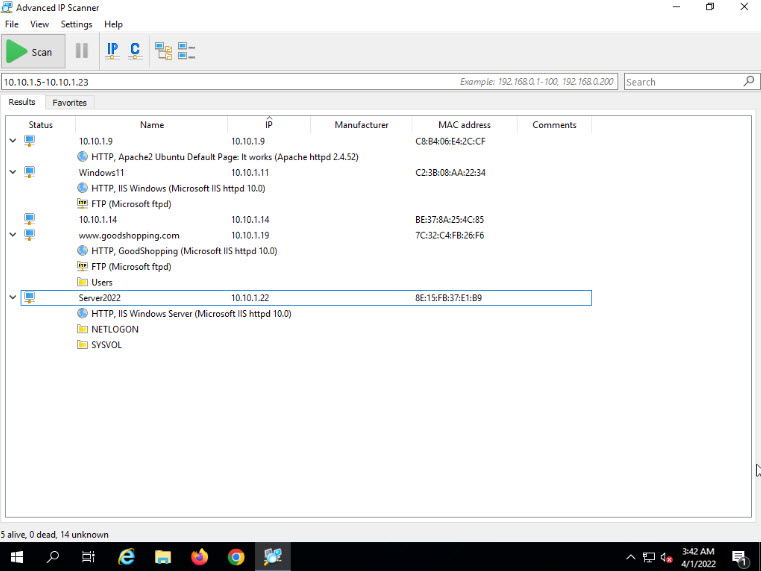 Advanced IP Scanner
File View Settings Help
Scan IP C
10.10.1.5-10.10.1.23 Example: 192.168.0.1-100, 192.168.0.200 Search
Results Favorites
Status Name IP Manufacturer MAC address Comments
10.10.1.9 10.10.1.9 C8:B4:06:E4:2C:CF
HTTP, Apache2 Ubuntu Default Page: It works (Apache httpd 2.4.52)
Windows11 10.10.1.11 C2:3B:08:AA:22:34
HTTP, IIS Windows (Microsoft IIS httpd 10.0)
FTP FTP (Microsoft ftpd)
10.10.1.14 10.10.1.14 BE:37:8A:25:4C:85
www.goodshopping.com 10.10.1.19 7C:32:C4:FB:26:F6
HTTP, GoodShopping (Microsoft IIS httpd 10.0)
FTP FTP (Microsoft ftpd)
Users
Server2022 10.10.1.22 8E:15:FB:37:E1:B9
HTTP, IIS Windows Server (Microsoft IIS httpd 10.0)
NETLOGON
SYSVOL
5 alive, 0 dead, 14 unknown
3:42 AM
4/1/2022
1